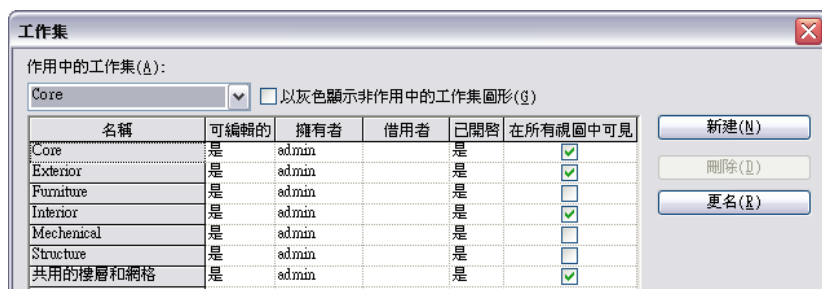 工作集
作用中的工作集(A):
Core
以灰色顯示非作用中的工作集圖形(G)
名稱 可編輯的 擁有者 借用者 已開啓 在所有視圖中可見
Core 是 admin 是
Exterior 是 admin 是
Furniture 是 admin 是
Interior 是 admin 是
Mechenical 是 admin 是
Structure 是 admin 是
共用的樓層和網格 是 admin 是
新建(N)
刪除(D)
更名(R)